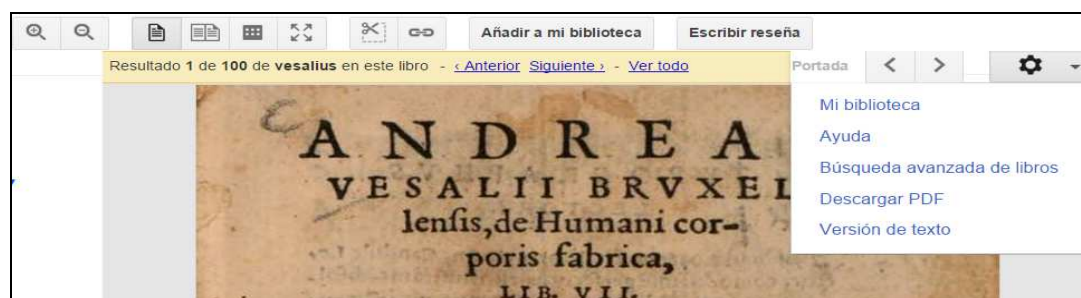 Añadir a mi biblioteca Escribir reseña
Resultado 1 de 100 de vesalius en este libro - ‹ Anterior Siguiente › - Ver todo Portada
Mi biblioteca
Ayuda
Búsqueda avanzada de libros
Descargar PDF
Versión de texto
ANDREA
VESALII BRVXEL
lenſis, de Humani cor-
poris fabrica,
LIB. VII.